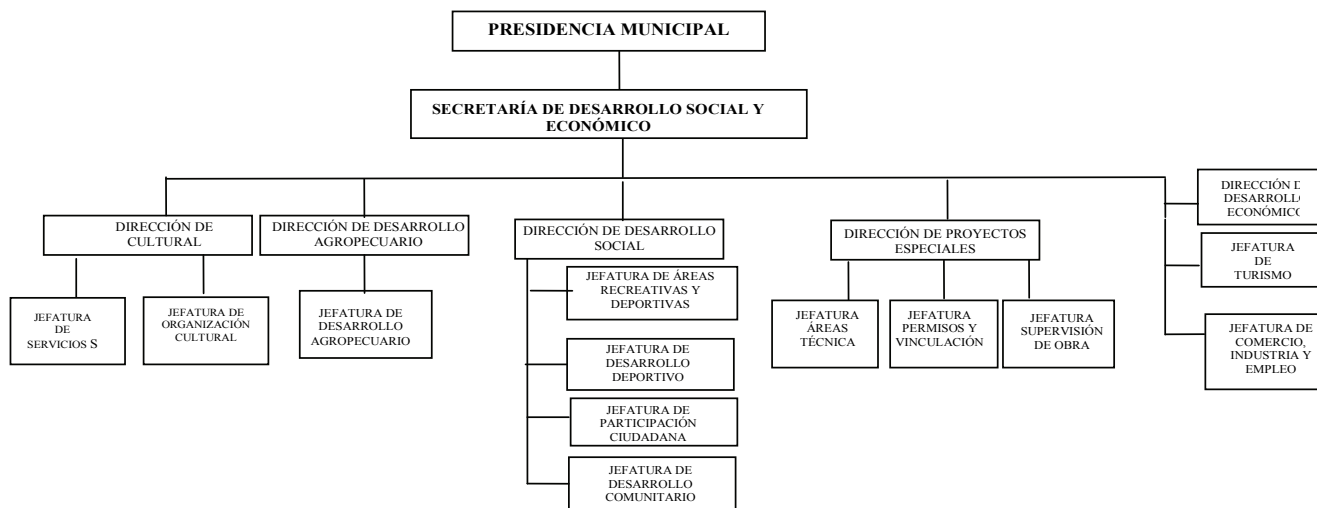 PRESIDENCIA MUNICIPAL
SECRETARÍA DE DESARROLLO SOCIAL Y
ECONÓMICO
DIRECCIÓN DE
CULTURAL
JEFATURA
DE
SERVICIOS S
JEFATURA DE
ORGANIZACIÓN
CULTURAL
DIRECCIÓN DE DESARROLLO
AGROPECUARIO
JEFATURA DE
DESARROLLO
AGROPECUARIO
DIRECCIÓN DE DESARROLLO
SOCIAL
JEFATURA DE ÁREAS
RECREATIVAS Y
DEPORTIVAS
JEFATURA DE
DESARROLLO
DEPORTIVO
JEFATURA DE
PARTICIPACIÓN
CIUDADANA
JEFATURA DE
DESARROLLO
COMUNITARIO
DIRECCIÓN DE PROYECTOS
ESPECIALES
JEFATURA
ÁREAS
TÉCNICA
JEFATURA
PERMISOS Y
VINCULACIÓN
JEFATURA
SUPERVISIÓN
DE OBRA
DIRECCIÓN
DESARROLL
ECONÓMIC
JEFATURA
DE
TURISMO
JEFATURA DE
COMERCIO,
INDUSTRIA Y
EMPLEO